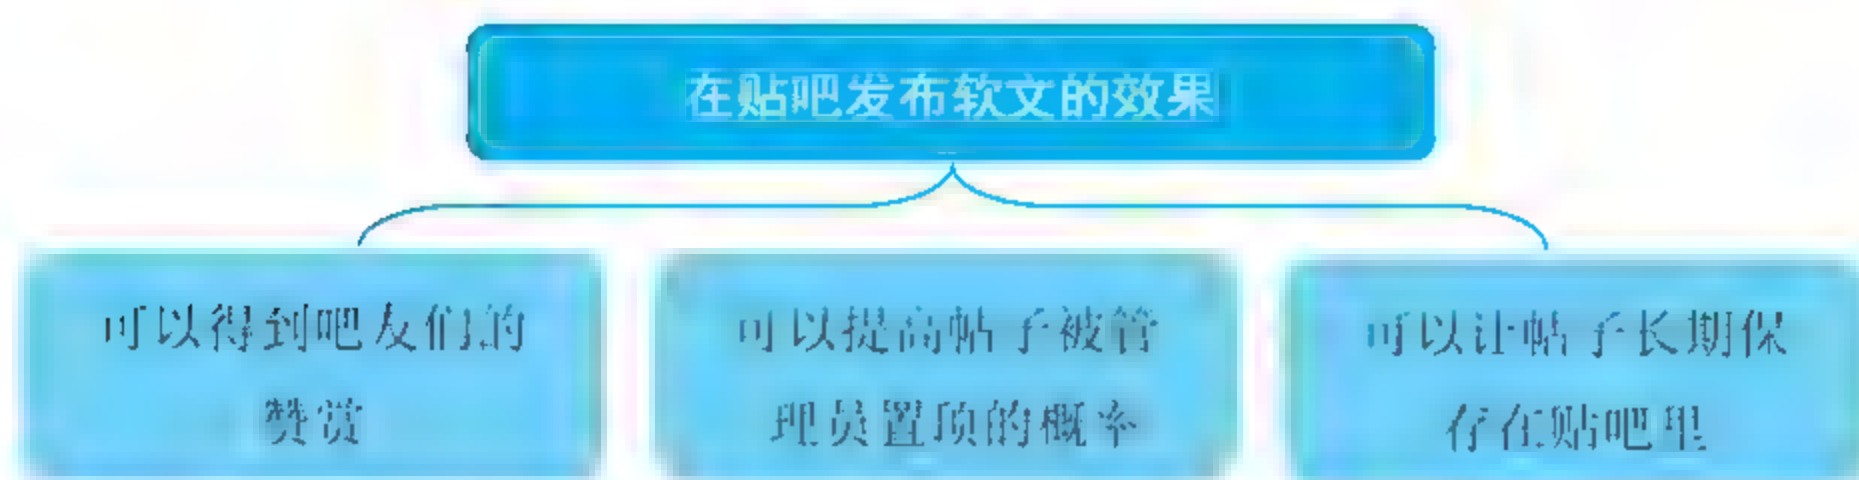 在贴吧发布软文的效果
可以得到吧友们的
赞赏
可以提高帖子被管
理员置顶的概率
可以让帖子长期保
存在贴吧里